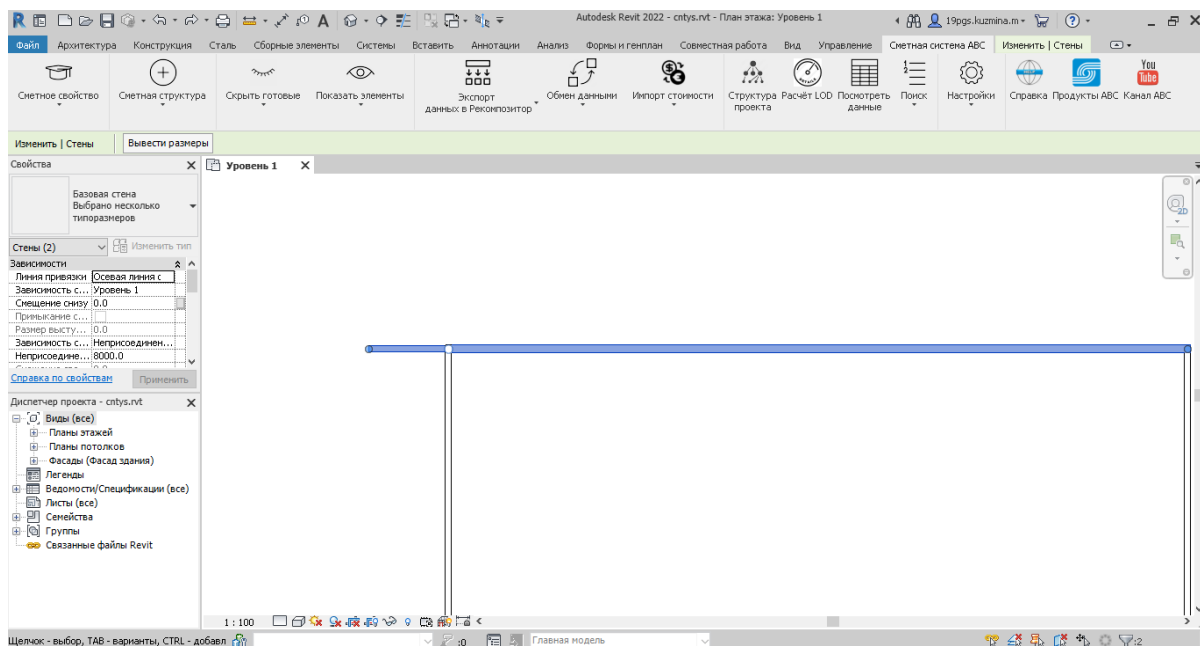 Autodesk Revit 2022 - cntys.rvt - План этажа: Уровень 1
19pgs.kuzmina.m
Файл Архитектура Конструкция Сталь Сборные элементы Системы Вставить Аннотации Анализ Формы и генплан Совместная работа Вид Управление Сметная система ABC Изменить | Стены
Сметное свойство
Сметная структура
Скрыть готовые
Показать элементы
Экспорт
данных в Рекомпозитор
Обмен данными
Импорт стоимости
Структура
проекта
Расчёт LOD
Посмотреть
данные
Поиск
Настройки
Справка
Продукты ABC
You
Tube
Канал ABC
Изменить | Стены
Вывести размеры
Свойства
Уровень 1
Базовая стена
Выбрано несколько
типоразмеров
2D
Стены (2)
Изменить тип
Зависимости
Линия привязки Осевая линия с
Зависимость с... Уровень 1
Смещение снизу 0.0
Примыкание с...
Размер высту... 0.0
Зависимость с... Неприсоединен...
Неприсоедине... 8000.0
Справка по свойствам
Применить
Диспетчер проекта - cntys.rvt
Виды (все)
Планы этажей
Планы потолков
Фасады (Фасад здания)
Легенды
Ведомости/Спецификации (все)
Листы (все)
Семейства
Группы
Связанные файлы Revit
1 : 100
Щелчок - выбор, TAB - варианты, CTRL - добавл
:0
Главная модель
:2